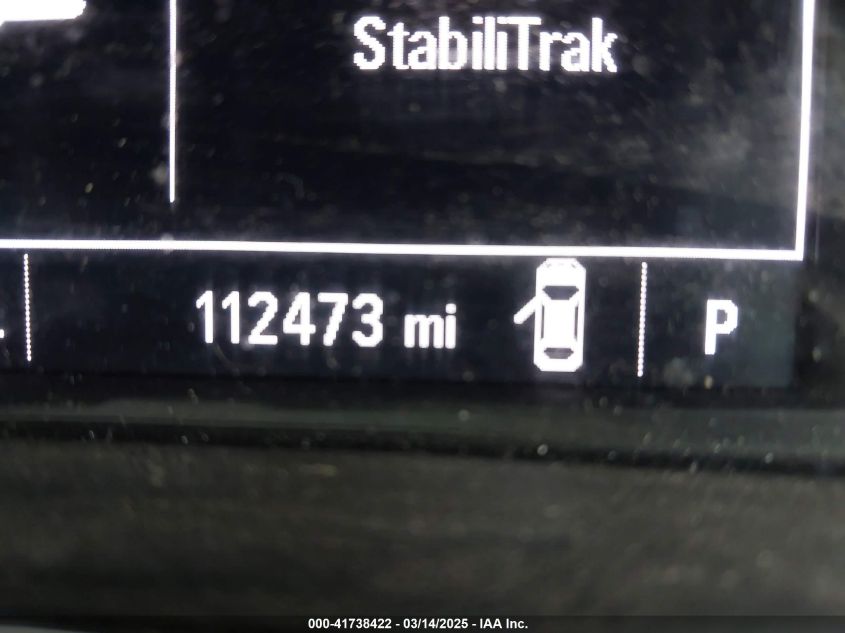 StabiliTrak
112473 mi
P
000-41738422 - 03/14/2025 - IAA Inc.